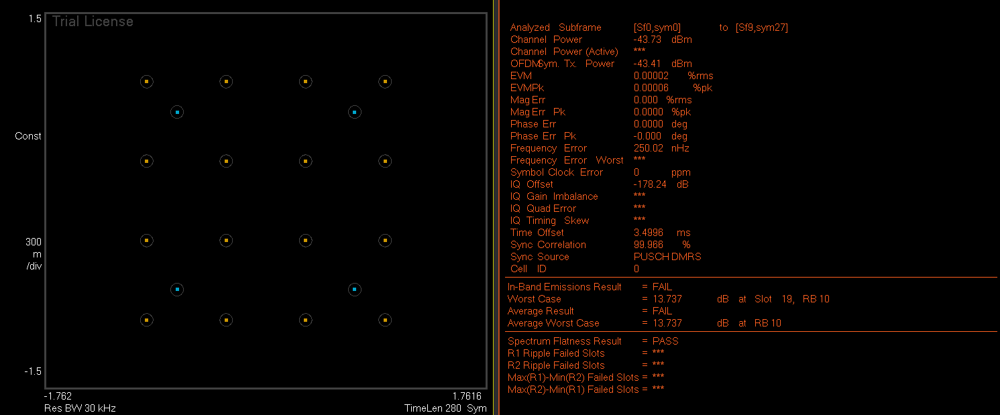 1.5
Trial License
Const
300
m
/div
-1.5
-1.762
1.7616
Res BW 30 kHz
TimeLen 280 Sym
Analyzed Subframe [Sf0,sym0] to [Sf9,sym27]
Channel Power -43.73 dBm
Channel Power (Active) ***
OFDMSym. Tx. Power -43.41 dBm
EVM 0.00002 %rms
EVMPk 0.00006 %pk
Mag Err 0.000 %rms
Mag Err Pk 0.0000 %pk
Phase Err 0.0000 deg
Phase Err Pk -0.000 deg
Frequency Error 250.02 nHz
Frequency Error Worst ***
Symbol Clock Error 0 ppm
IQ Offset -178.24 dB
IQ Gain Imbalance ***
IQ Quad Error ***
IQ Timing Skew ***
Time Offset 3.4996 ms
Sync Correlation 99.966 %
Sync Source PUSCH DMRS
Cell ID 0
In-Band Emissions Result = FAIL
Worst Case = 13.737 dB at Slot 19, RB 10
Average Result = FAIL
Average Worst Case = 13.737 dB at RB 10
Spectrum Flatness Result = PASS
R1 Ripple Failed Slots = ***
R2 Ripple Failed Slots = ***
Max(R1)-Min(R2) Failed Slots = ***
Max(R2)-Min(R1) Failed Slots = ***